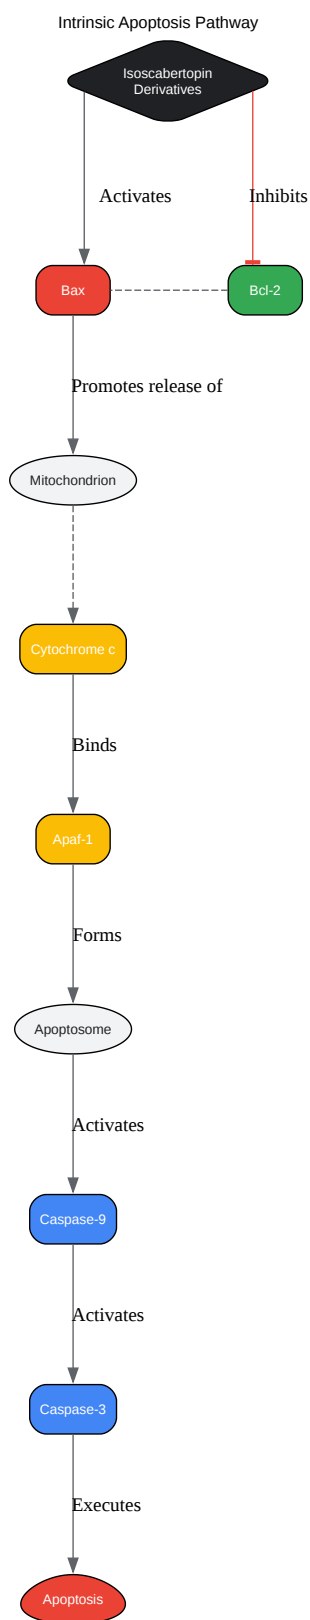 Intrinsic Apoptosis Pathway
Isoscabertopin
Derivatives
Activates
Inhibits
Bax
Bcl-2
Promotes release of
Mitochondrion
Cytochrome c
Binds
Apaf-1
Forms
Apoptosome
Activates
Caspase-9
Activates
Caspase-3
Executes
Apoptosis